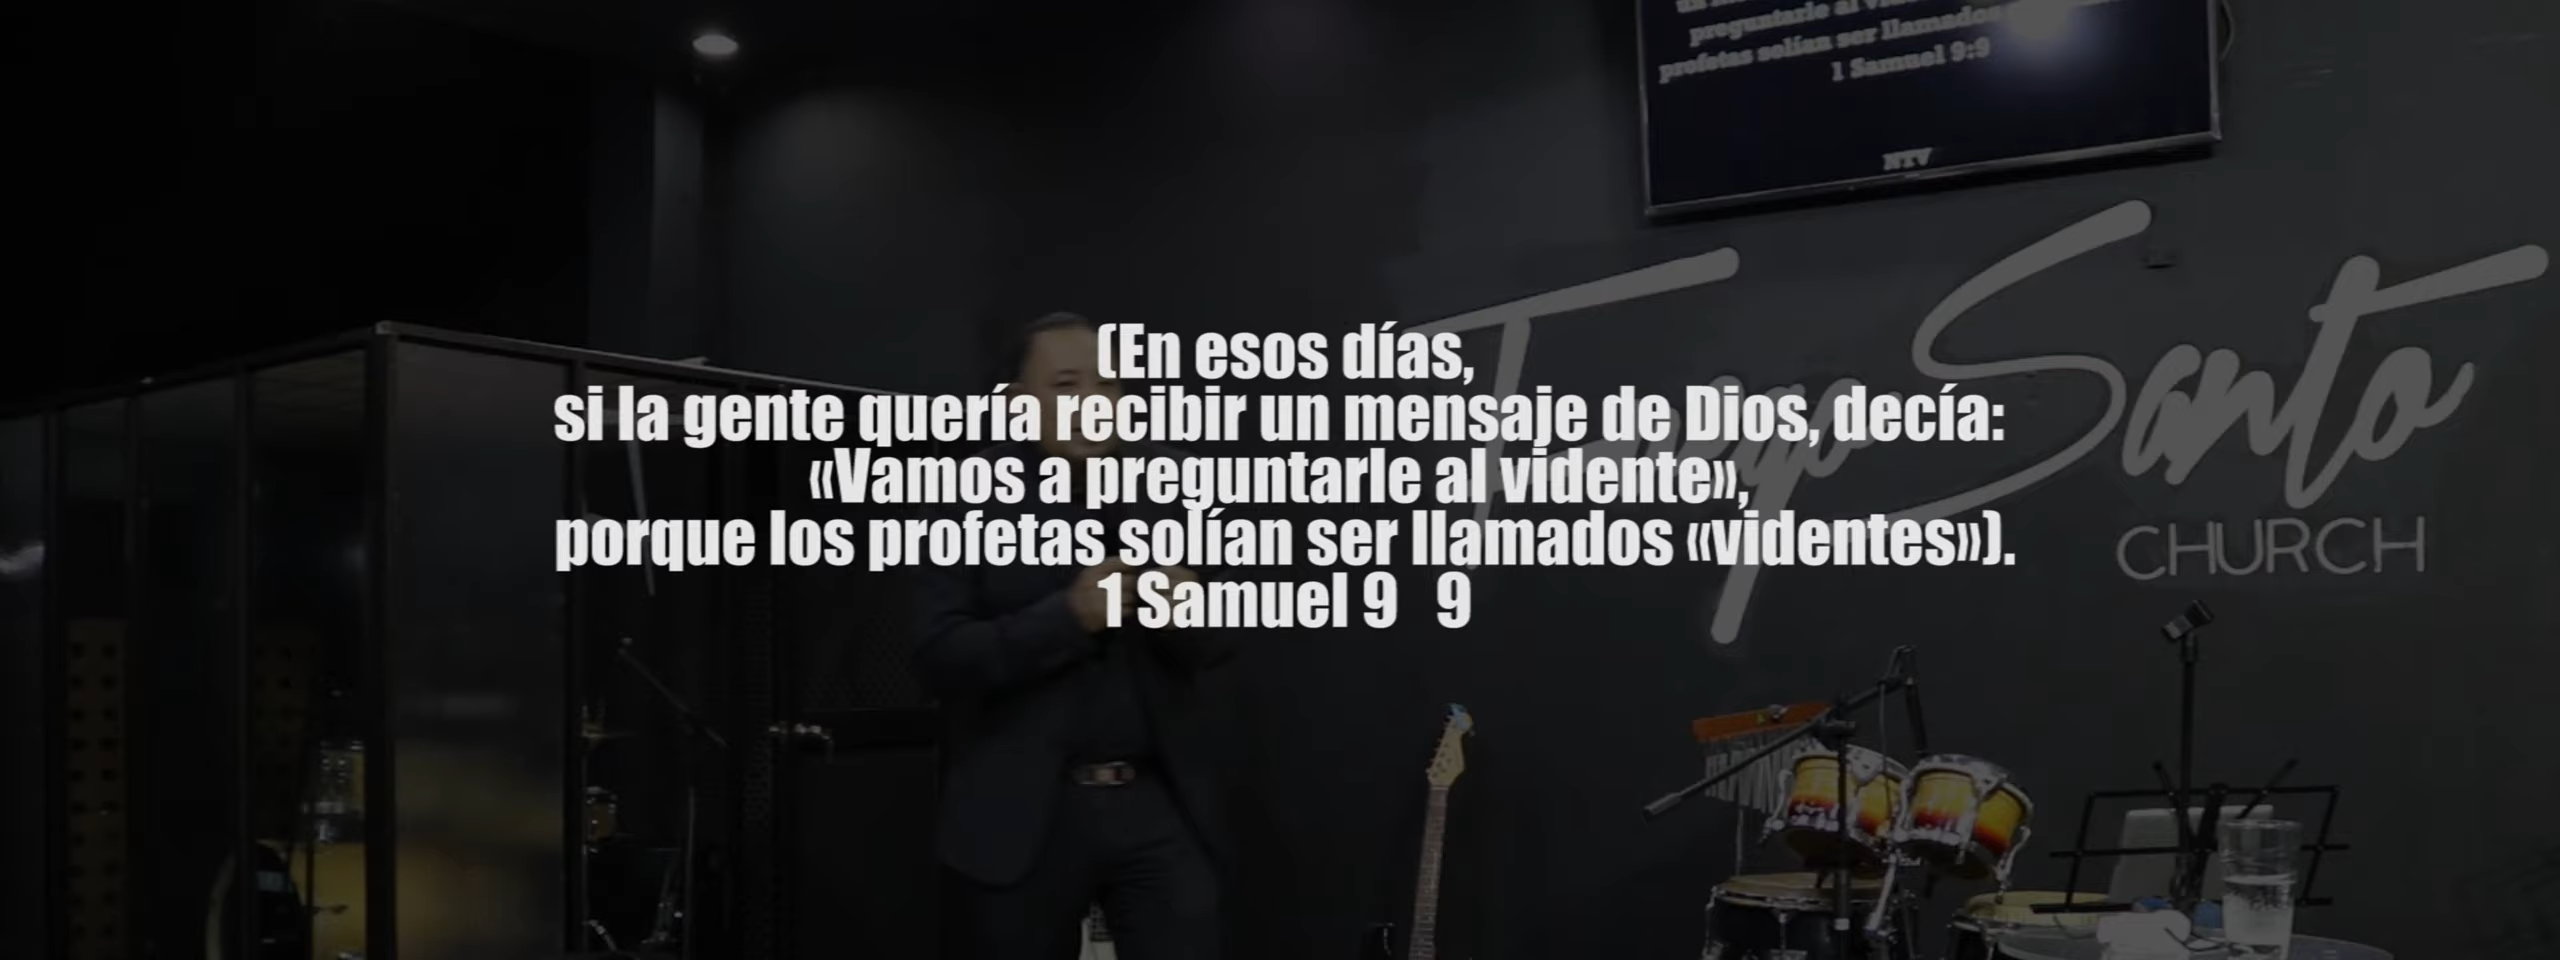 preguntarle al
profetas solían ser llamados
1 Samuel 9:9
NTV
Fuego Santo
CHURCH
(En esos días,
si la gente quería recibir un mensaje de Dios, decía:
«Vamos a preguntarle al vidente»,
porque los profetas solían ser llamados «videntes»).
1 Samuel 9 9